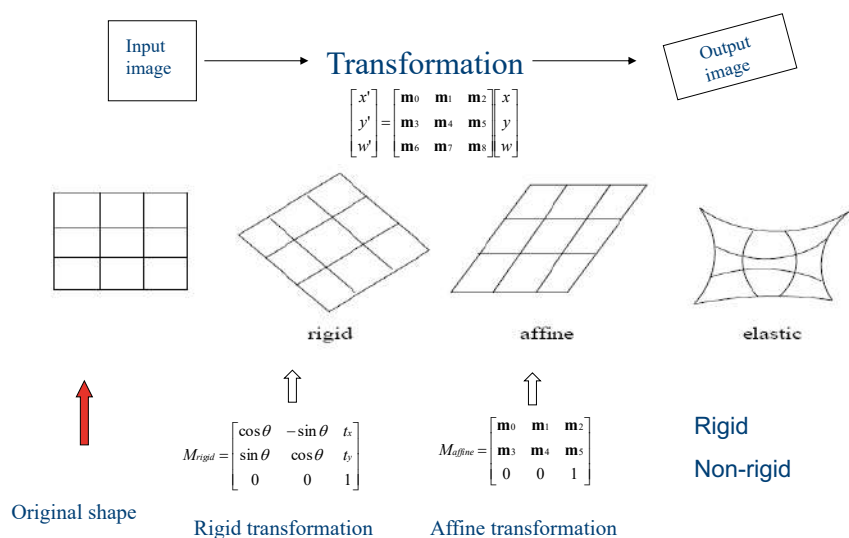 Input
image
Transformation
Output
image
[x'] = [m0 m1 m2] [x]
[y'] = [m3 m4 m5] [y]
[w'] = [m6 m7 m8] [w]
rigid
affine
elastic
Mrigid = [cosθ −sinθ tx]
[sinθ cosθ ty]
[0 0 1]
Maffine = [m0 m1 m2]
[m3 m4 m5]
[0 0 1]
Rigid
Non-rigid
Original shape
Rigid transformation
Affine transformation